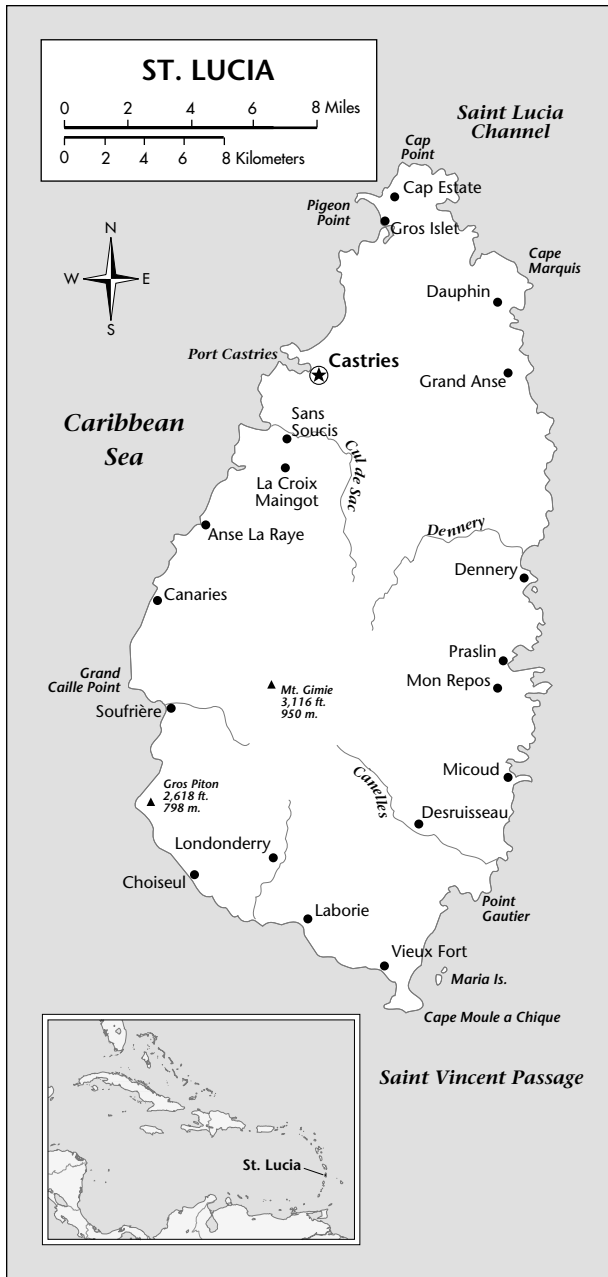 ST. LUCIA
0 2 4 6 8 Miles
0 2 4 6 8 Kilometers
Saint Lucia
Channel
Cap
Point
Cap Estate
Pigeon
Point
Gros Islet
N
W E
S
Cape
Marquis
Dauphin
Port Castries
Castries
Grand Anse
Caribbean
Sea
Sans
Soucis
Cul de Sac
La Croix
Maingot
Anse La Raye
Dennery
Dennery
Canaries
Praslin
Grand
Caille Point
Mt. Gimie
3,116 ft.
950 m.
Mon Repos
Soufrière
Gros Piton
2,618 ft.
798 m.
Canelles
Micoud
Desruisseau
Londonderry
Choiseul
Point
Gautier
Laborie
Vieux Fort
Maria Is.
Cape Moule a Chique
Saint Vincent Passage
St. Lucia